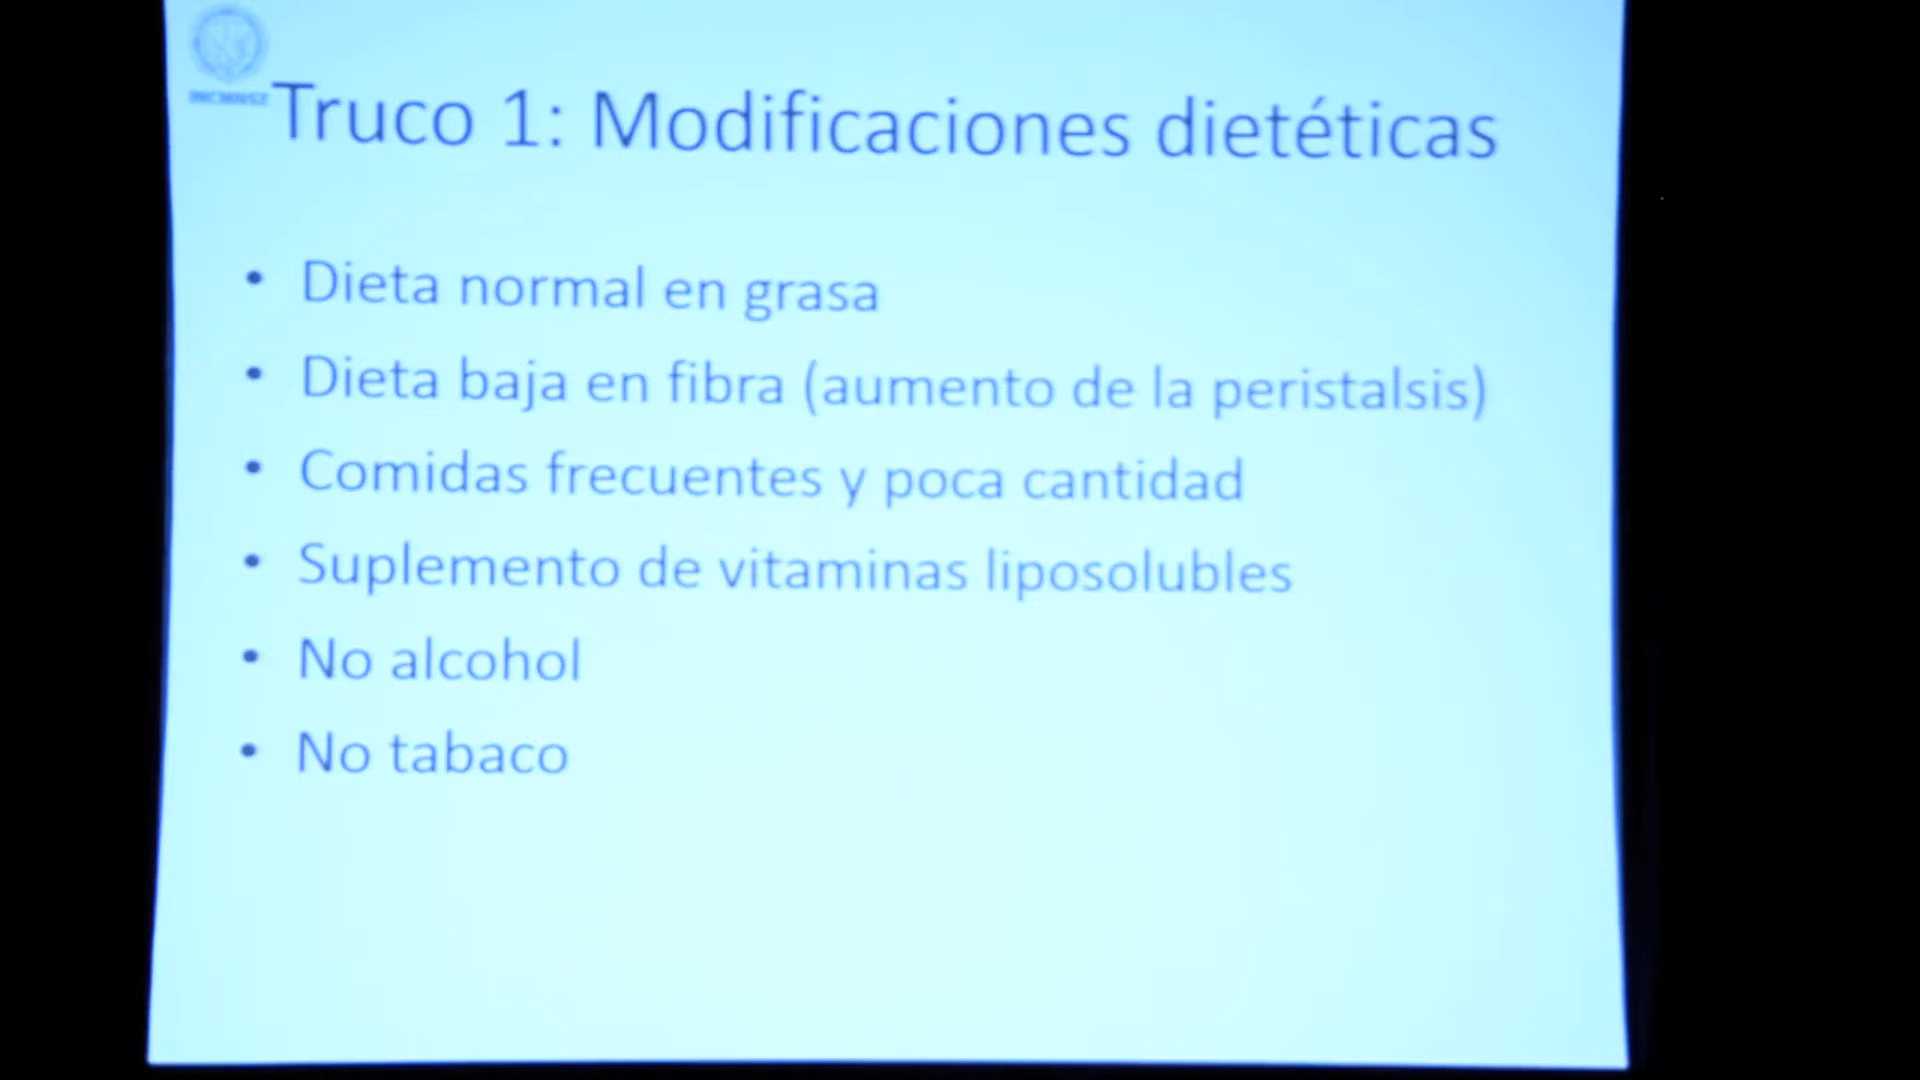 INCMNSZ
Truco 1: Modificaciones dietéticas
• Dieta normal en grasa
• Dieta baja en fibra (aumento de la peristalsis)
• Comidas frecuentes y poca cantidad
• Suplemento de vitaminas liposolubles
• No alcohol
• No tabaco